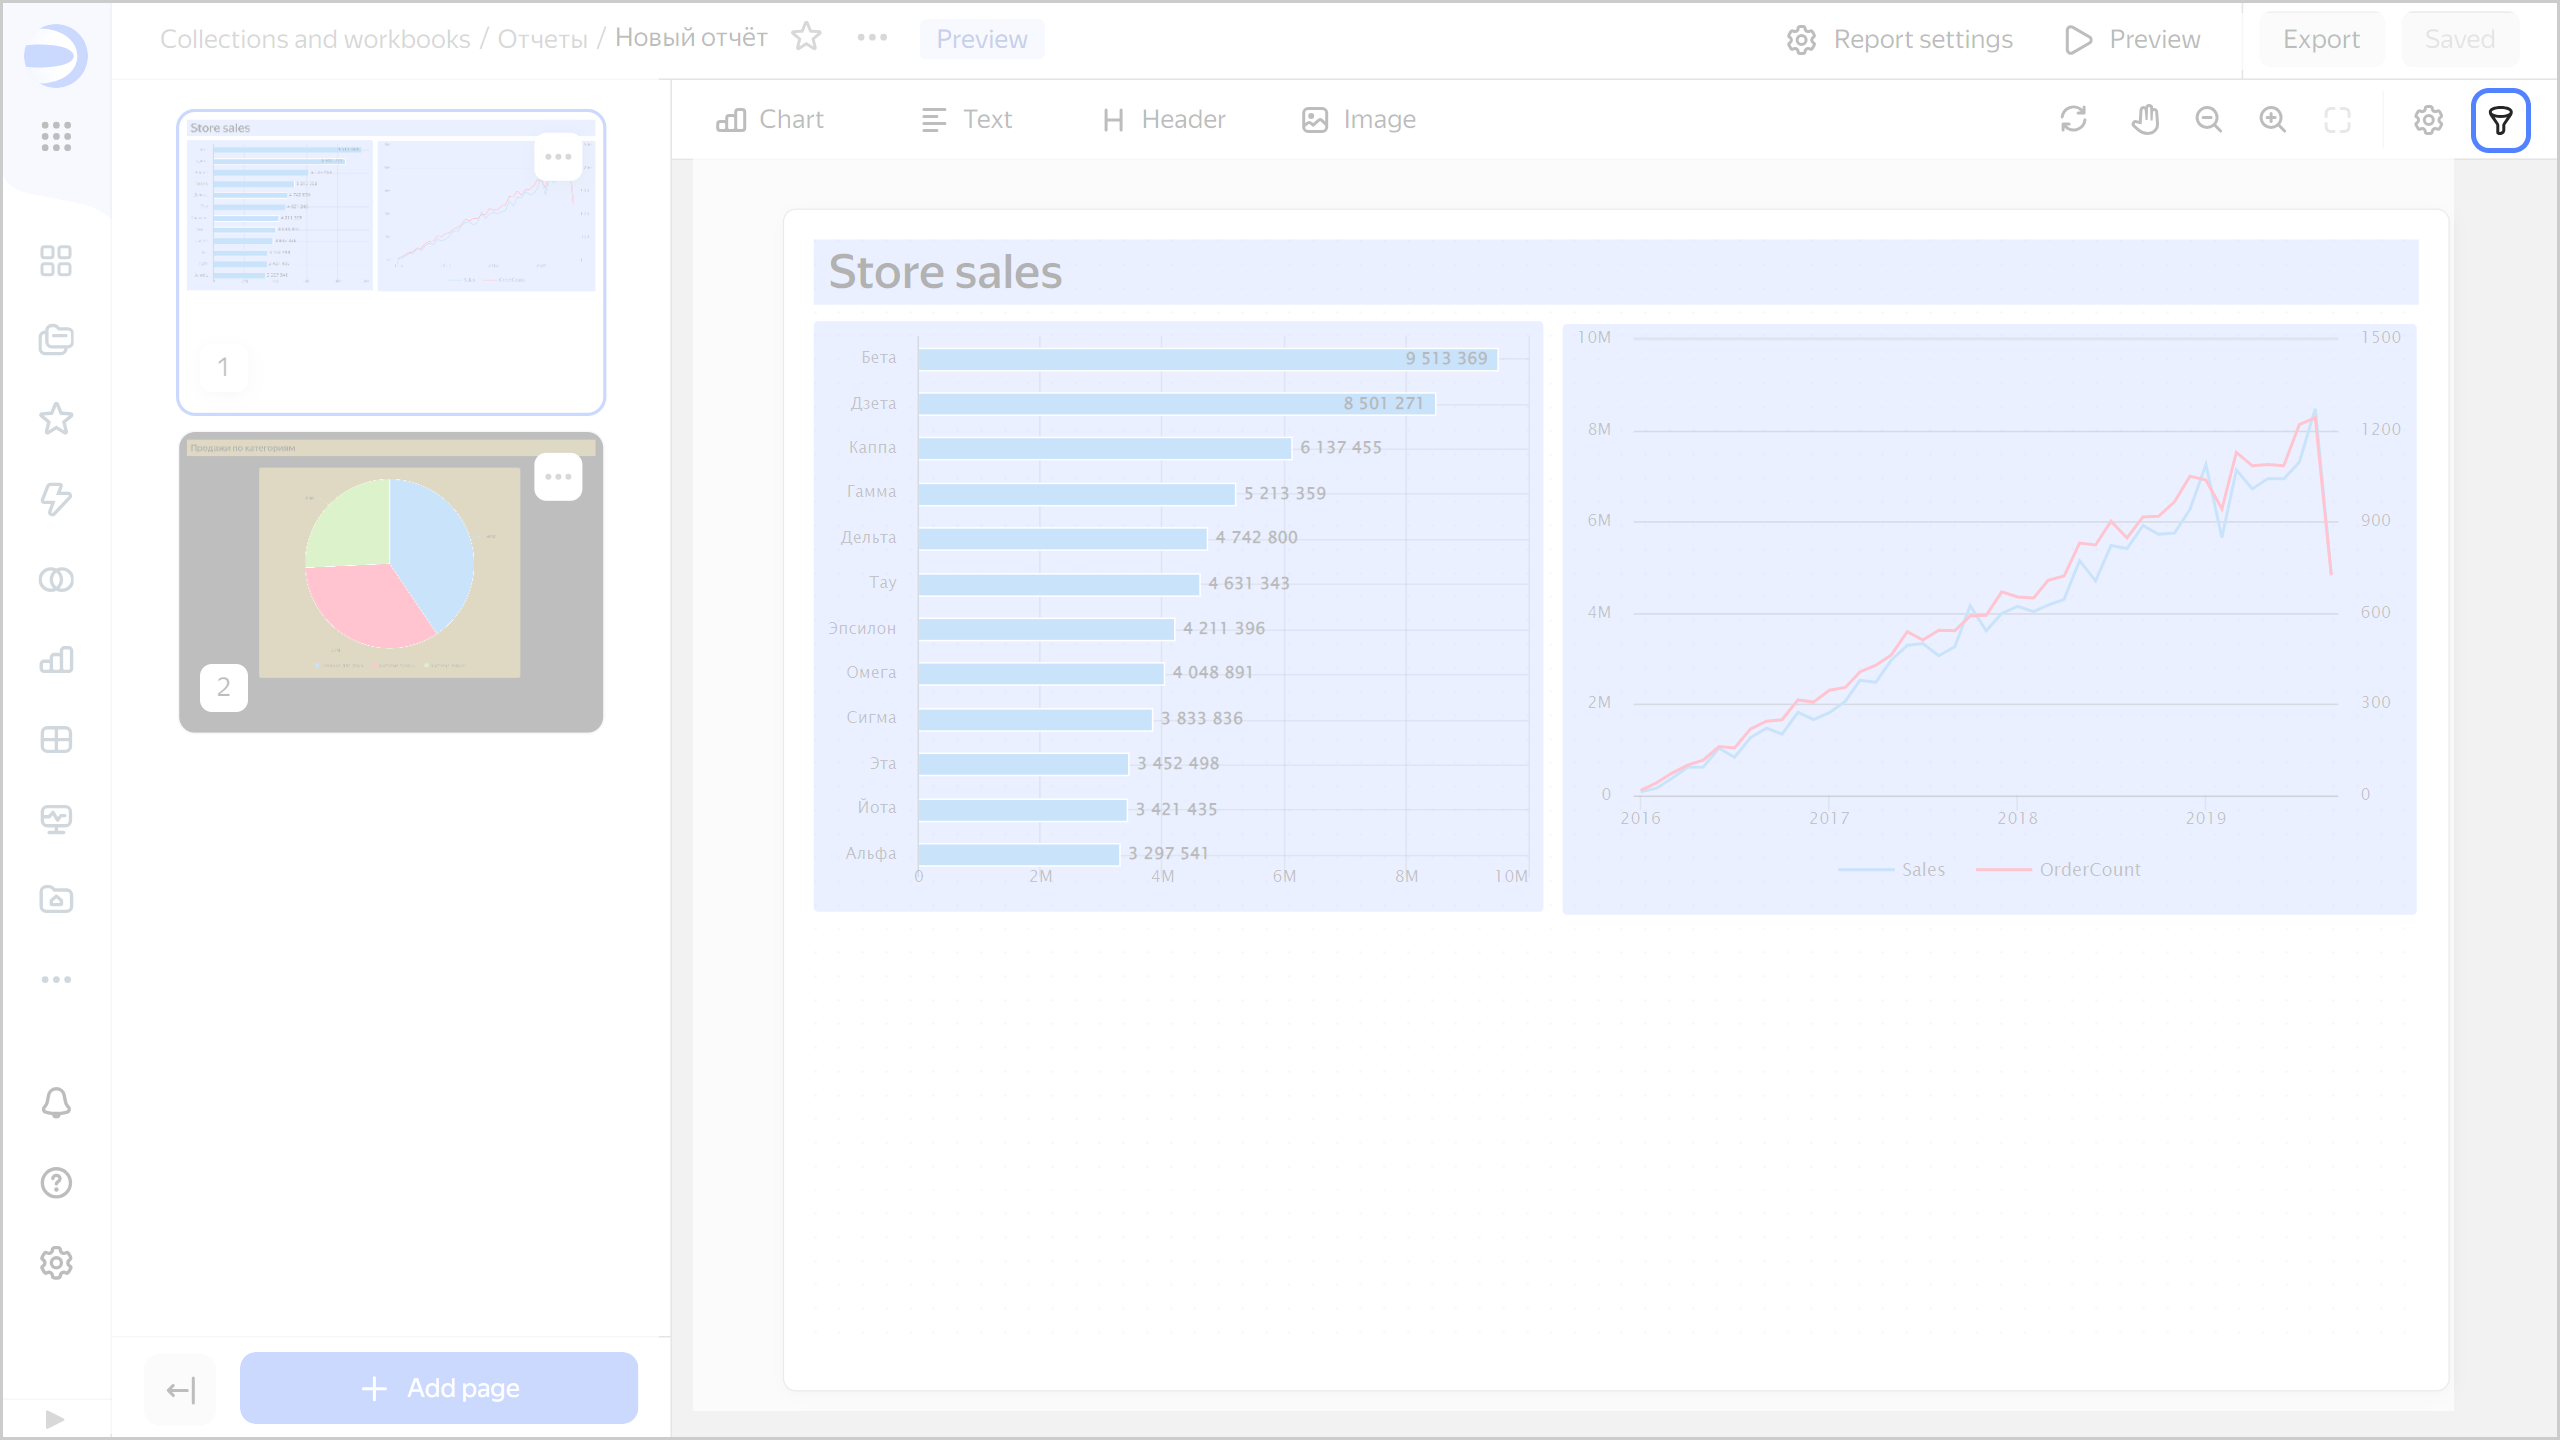 Collections and workbooks / Отчеты / Новый отчёт
Preview
Report settings
Preview
Export
Saved
Chart
Text
Header
Image
Store sales
1
Продажи по категориям
2
Add page
Store sales
Бета 9 513 369
Дзета 8 501 271
Каппа 6 137 455
Гамма 5 213 359
Дельта 4 742 800
Тау 4 631 343
Эпсилон 4 211 396
Омега 4 048 891
Сигма 3 833 836
Эта 3 452 498
Йота 3 421 435
Альфа 3 297 541
0 2M 4M 6M 8M 10M
10M 1500
8M 1200
6M 900
4M 600
2M 300
0 0
2016 2017 2018 2019
Sales OrderCount